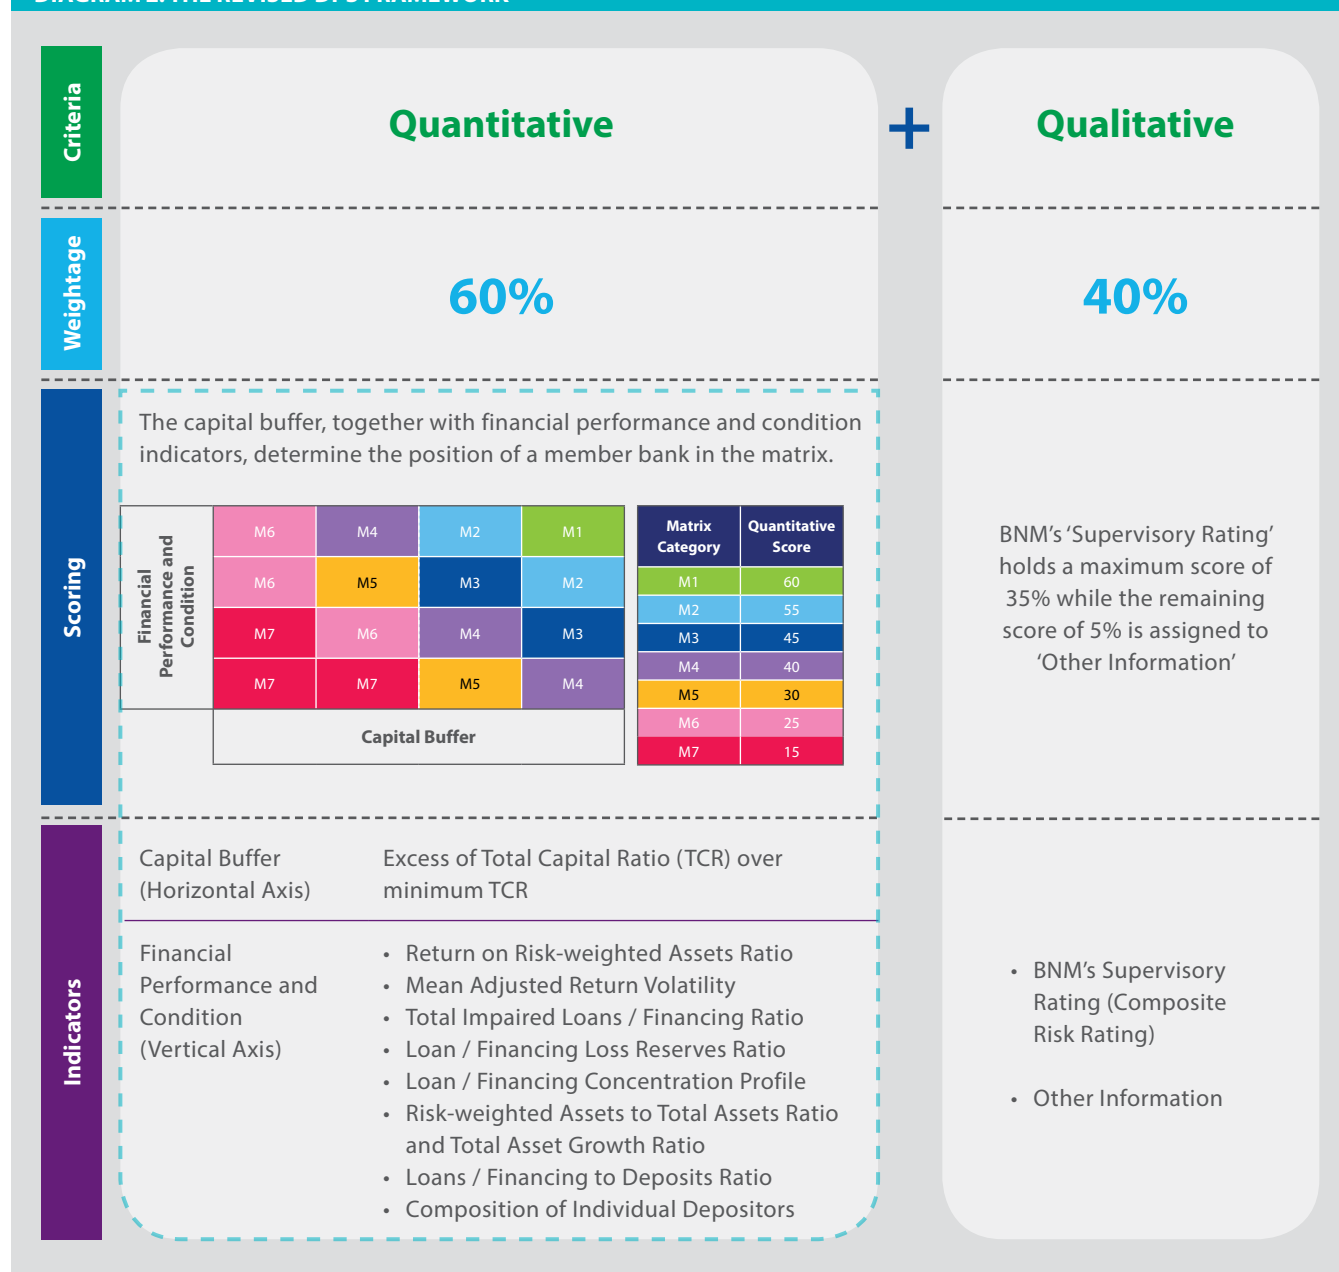 DIAGRAM 2: THE REVISED DPS FRAMEWORK
Criteria
Quantitative
+
Qualitative
Weightage
60%
40%
Scoring
The capital buffer, together with financial performance and condition
indicators, determine the position of a member bank in the matrix.
Financial
Performance and
Condition
M6 M4 M2 M1
M6 M5 M3 M2
M7 M6 M4 M3
M7 M7 M5 M4
Capital Buffer
Matrix
Category
Quantitative
Score
M1 60
M2 55
M3 45
M4 40
M5 30
M6 25
M7 15
BNM's 'Supervisory Rating'
holds a maximum score of
35% while the remaining
score of 5% is assigned to
'Other Information'
Indicators
Capital Buffer
(Horizontal Axis)
Excess of Total Capital Ratio (TCR) over
minimum TCR
Financial
Performance and
Condition
(Vertical Axis)
• Return on Risk-weighted Assets Ratio
• Mean Adjusted Return Volatility
• Total Impaired Loans / Financing Ratio
• Loan / Financing Loss Reserves Ratio
• Loan / Financing Concentration Profile
• Risk-weighted Assets to Total Assets Ratio
and Total Asset Growth Ratio
• Loans / Financing to Deposits Ratio
• Composition of Individual Depositors
• BNM's Supervisory
Rating (Composite
Risk Rating)
• Other Information